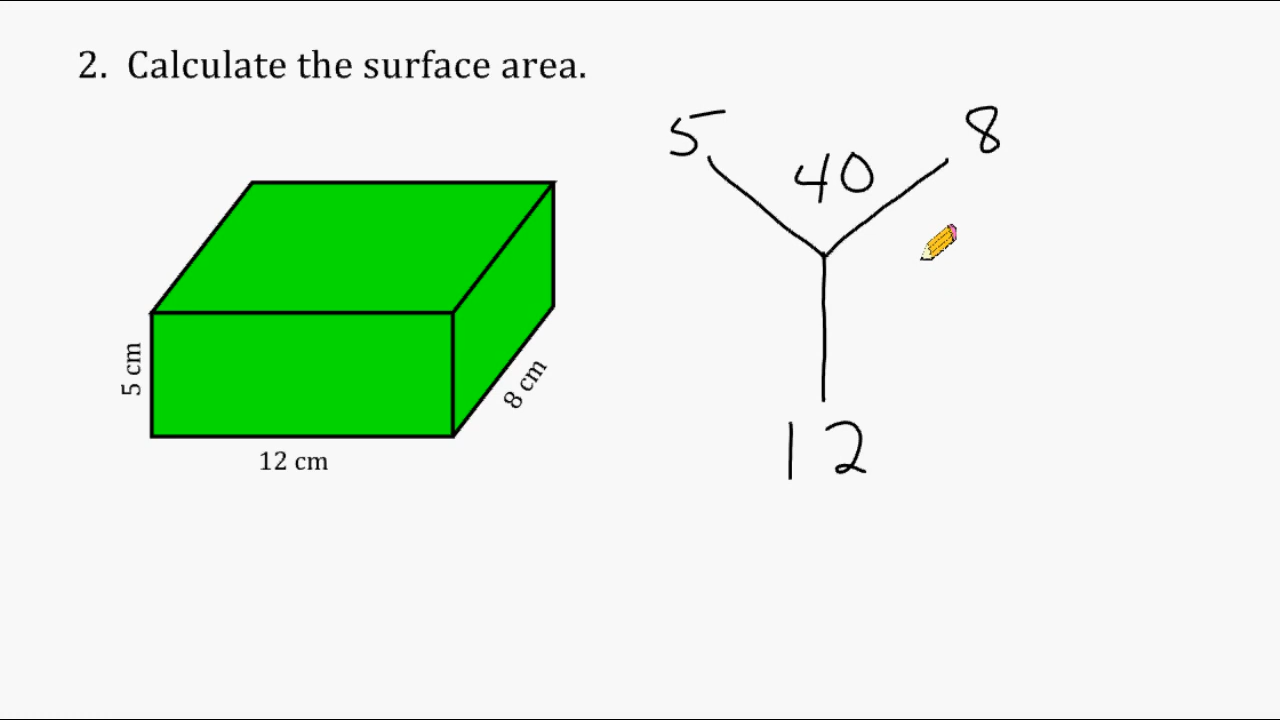 2. Calculate the surface area.
5 8
40
5 cm
8 cm
12
12 cm